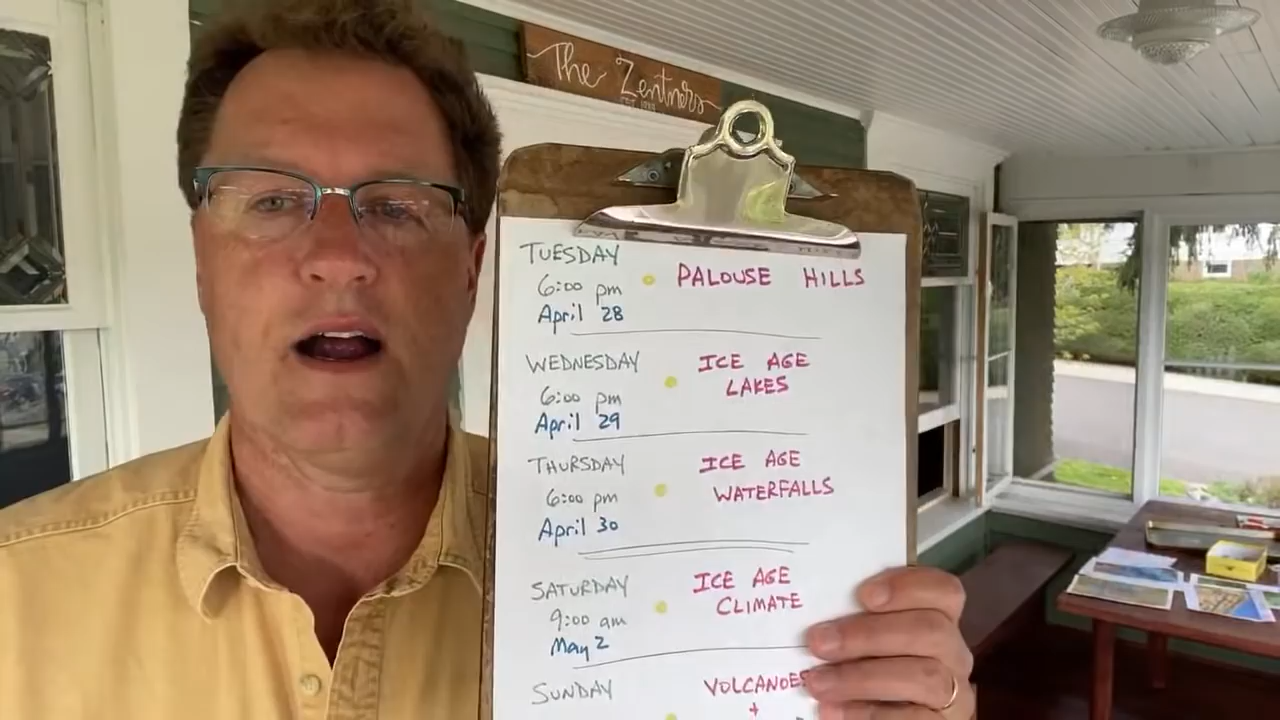 The Zentners
TUESDAY
6:00 pm
April 28
PALOUSE HILLS
WEDNESDAY
6:00 pm
April 29
ICE AGE
LAKES
THURSDAY
6:00 pm
April 30
ICE AGE
WATERFALLS
SATURDAY
9:00 am
May 2
ICE AGE
CLIMATE
SUNDAY
VOLCANOES
+